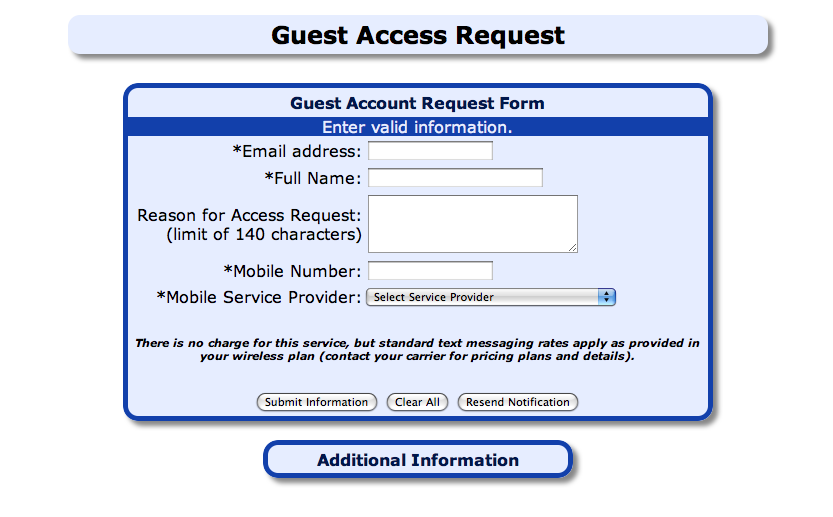 Guest Access Request
Guest Account Request Form
Enter valid information.
*Email address:
*Full Name:
Reason for Access Request:
(limit of 140 characters)
*Mobile Number:
*Mobile Service Provider: Select Service Provider
There is no charge for this service, but standard text messaging rates apply as provided in
your wireless plan (contact your carrier for pricing plans and details).
Submit Information Clear All Resend Notification
Additional Information